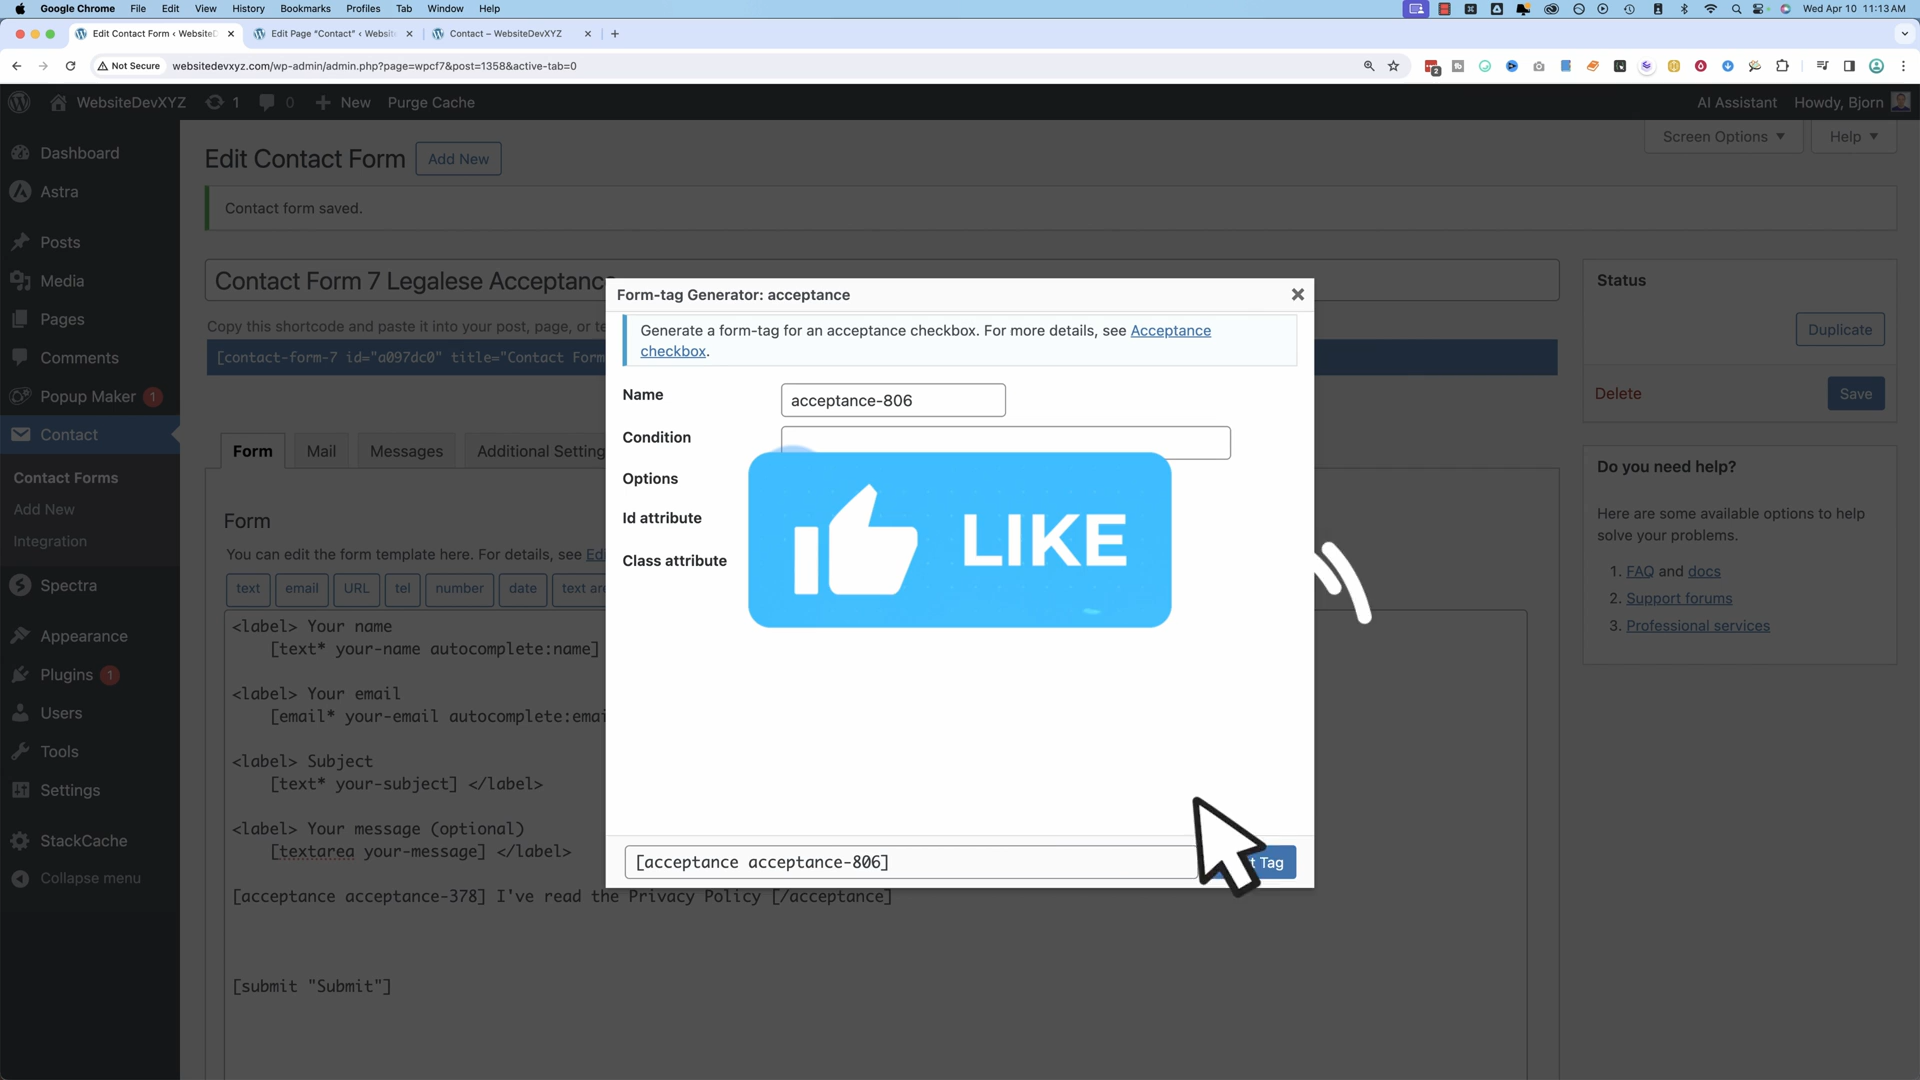 Google Chrome File Edit View History Bookmarks Profiles Tab Window Help Wed Apr 10 11:13 AM
Edit Contact Form ‹ WebsiteD
Edit Page “Contact” ‹ Websit
Contact – WebsiteDevXYZ
Not Secure websitedevxyz.com/wp-admin/admin.php?page=wpcf7&post=1358&active-tab=0
2
WebsiteDevXYZ 1 0 New Purge Cache AI Assistant Howdy, Bjorn
Screen Options Help
Dashboard
Astra
Posts
Media
Pages
Comments
Popup Maker 1
Contact
Contact Forms
Add New
Integration
Spectra
Appearance
Plugins 1
Users
Tools
Settings
StackCache
Collapse menu
Edit Contact Form Add New
Contact form saved.
Contact Form 7 Legalese Acceptance
Copy this shortcode and paste it into your post, page, or te
[contact-form-7 id="a097dc0" title="Contact Form
Form Mail Messages Additional Setting
Form
You can edit the form template here. For details, see Edi
text email URL tel number date text are
<label> Your name
[text* your-name autocomplete:name]
<label> Your email
[email* your-email autocomplete:emai
<label> Subject
[text* your-subject] </label>
<label> Your message (optional)
[textarea your-message] </label>
[acceptance acceptance-378] I've read the Privacy Policy [/acceptance]
[submit "Submit"]
Form-tag Generator: acceptance
Generate a form-tag for an acceptance checkbox. For more details, see Acceptance
checkbox.
Name acceptance-806
Condition
Options
Id attribute
Class attribute
LIKE
[acceptance acceptance-806]
t Tag
Status
Duplicate
Delete Save
Do you need help?
Here are some available options to help
solve your problems.
1. FAQ and docs
2. Support forums
3. Professional services